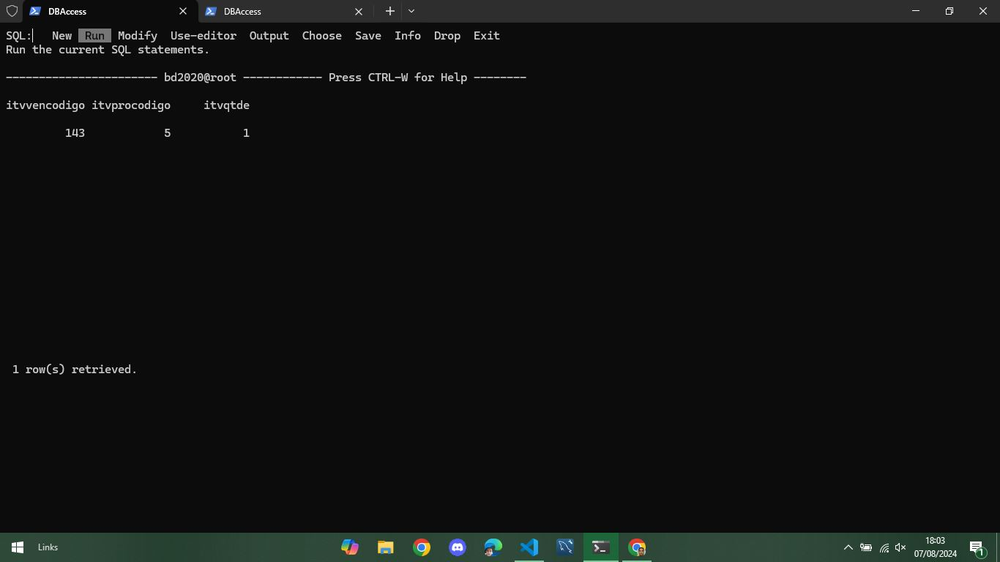 DBAccess DBAccess
SQL: New Run Modify Use-editor Output Choose Save Info Drop Exit
Run the current SQL statements.
----------------------- bd2020@root ------------ Press CTRL-W for Help --------
itvvencodigo itvprocodigo itvqtde
143 5 1
1 row(s) retrieved.
Links
18:03
07/08/2024
1